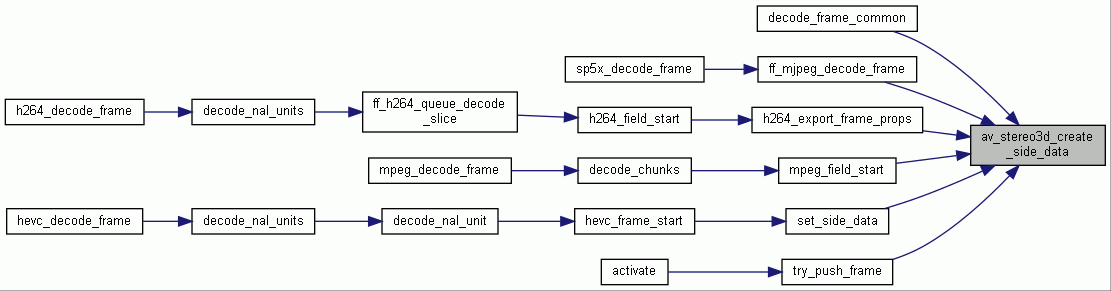 decode_frame_common
sp5x_decode_frame
ff_mjpeg_decode_frame
h264_decode_frame
decode_nal_units
ff_h264_queue_decode
_slice
h264_field_start
h264_export_frame_props
av_stereo3d_create
_side_data
mpeg_decode_frame
decode_chunks
mpeg_field_start
hevc_decode_frame
decode_nal_units
decode_nal_unit
hevc_frame_start
set_side_data
activate
try_push_frame